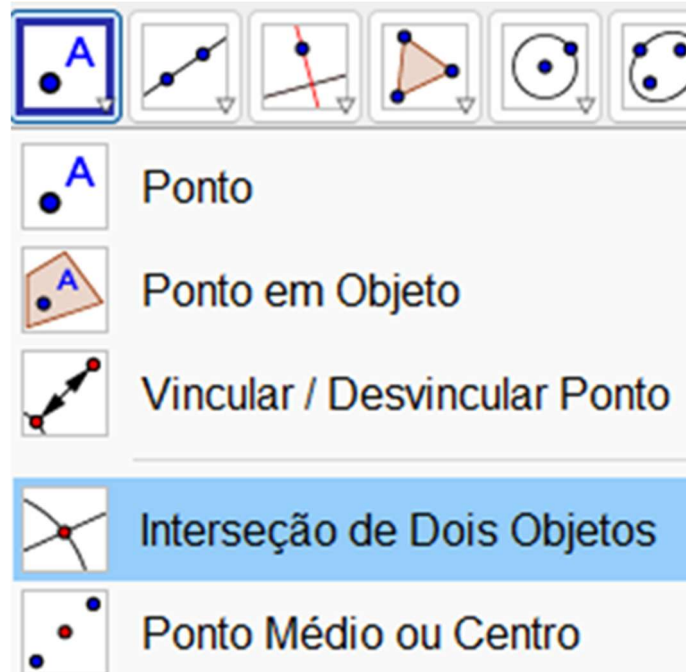 A
A
Ponto
A
Ponto em Objeto
Vincular / Desvincular Ponto
Interseção de Dois Objetos
Ponto Médio ou Centro